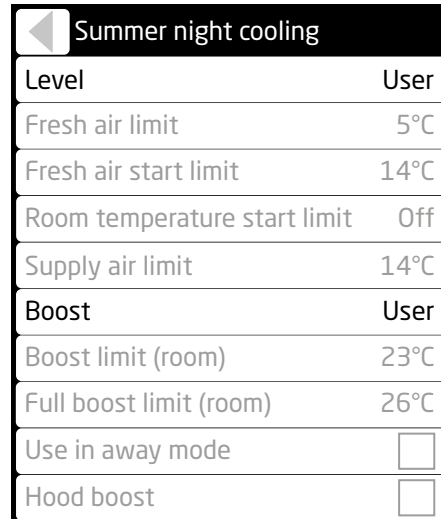 Summer night cooling
Level User
Fresh air limit 5°C
Fresh air start limit 14°C
Room temperature start limit Off
Supply air limit 14°C
Boost User
Boost limit (room) 23°C
Full boost limit (room) 26°C
Use in away mode
Hood boost